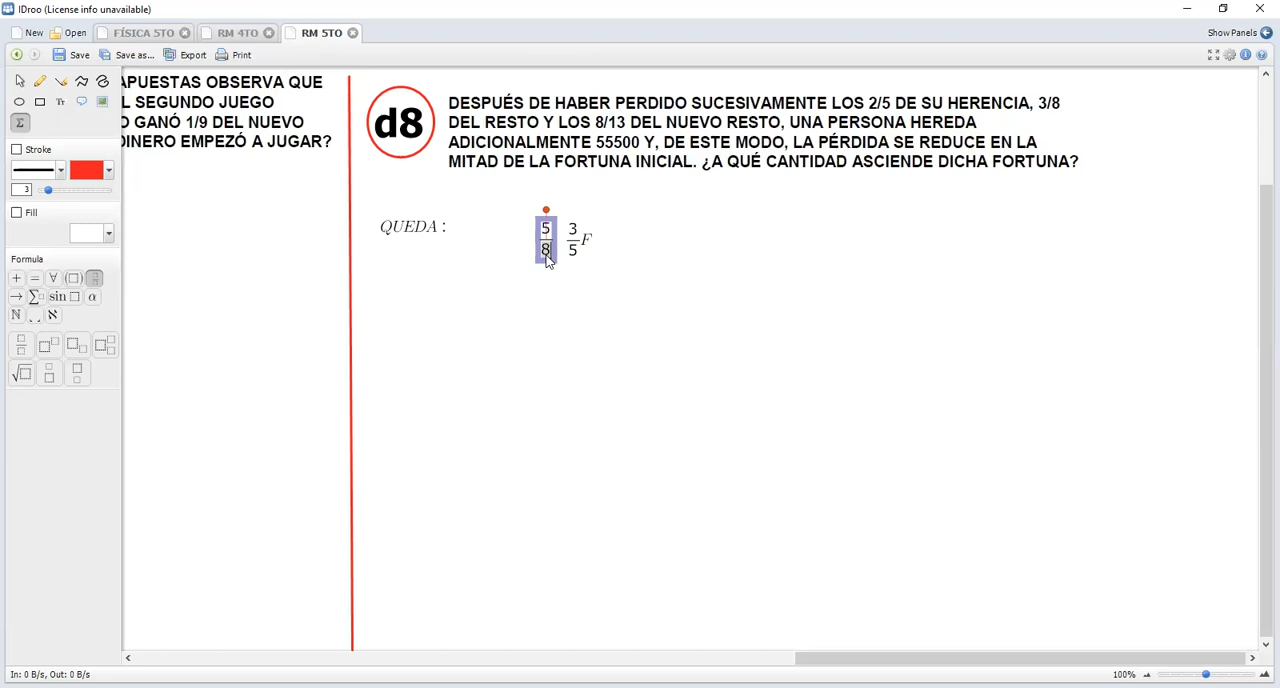 IDroo (License info unavailable)
New Open FÍSICA 5TO RM 4TO RM 5TO Show Panels
Save Save as... Export Print
APUESTAS OBSERVA QUE
L SEGUNDO JUEGO
O GANÓ 1/9 DEL NUEVO
DINERO EMPEZÓ A JUGAR?
d8
DESPUÉS DE HABER PERDIDO SUCESIVAMENTE LOS 2/5 DE SU HERENCIA, 3/8
DEL RESTO Y LOS 8/13 DEL NUEVO RESTO, UNA PERSONA HEREDA
ADICIONALMENTE 55500 Y, DE ESTE MODO, LA PÉRDIDA SE REDUCE EN LA
MITAD DE LA FORTUNA INICIAL. ¿A QUÉ CANTIDAD ASCIENDE DICHA FORTUNA?
QUEDA : 5/8 3/5 F
Tr
Σ
Stroke
3
Fill
Formula
+ = ∀ (□)
→ Σ□ sin □ α
ℕ ℵ
√□
In: 0 B/s, Out: 0 B/s 100%